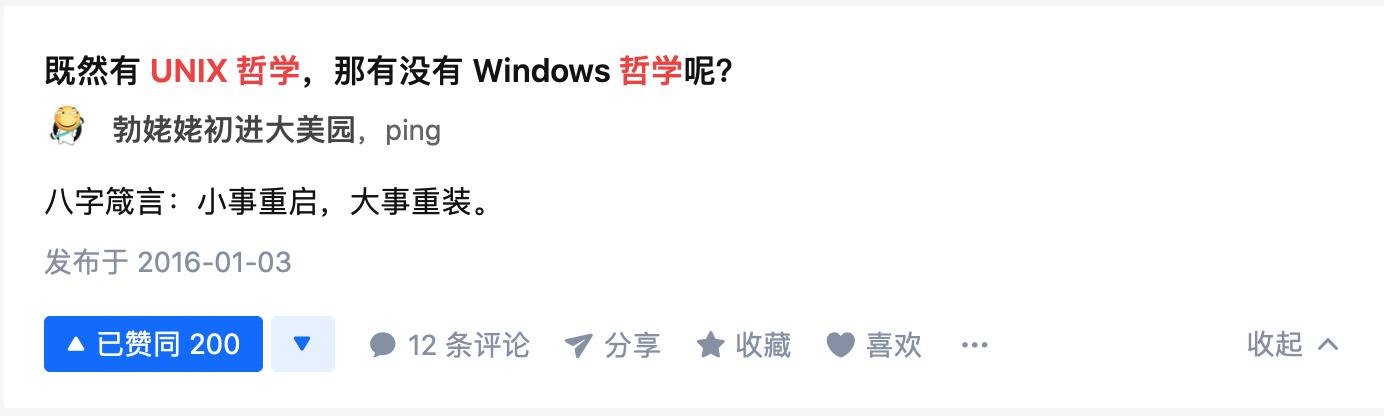 既然有 UNIX 哲学，那有没有 Windows 哲学呢？
勃姥姥初进大美园，ping
八字箴言：小事重启，大事重装。
发布于 2016-01-03
已赞同 200 12 条评论 分享 收藏 喜欢 ··· 收起